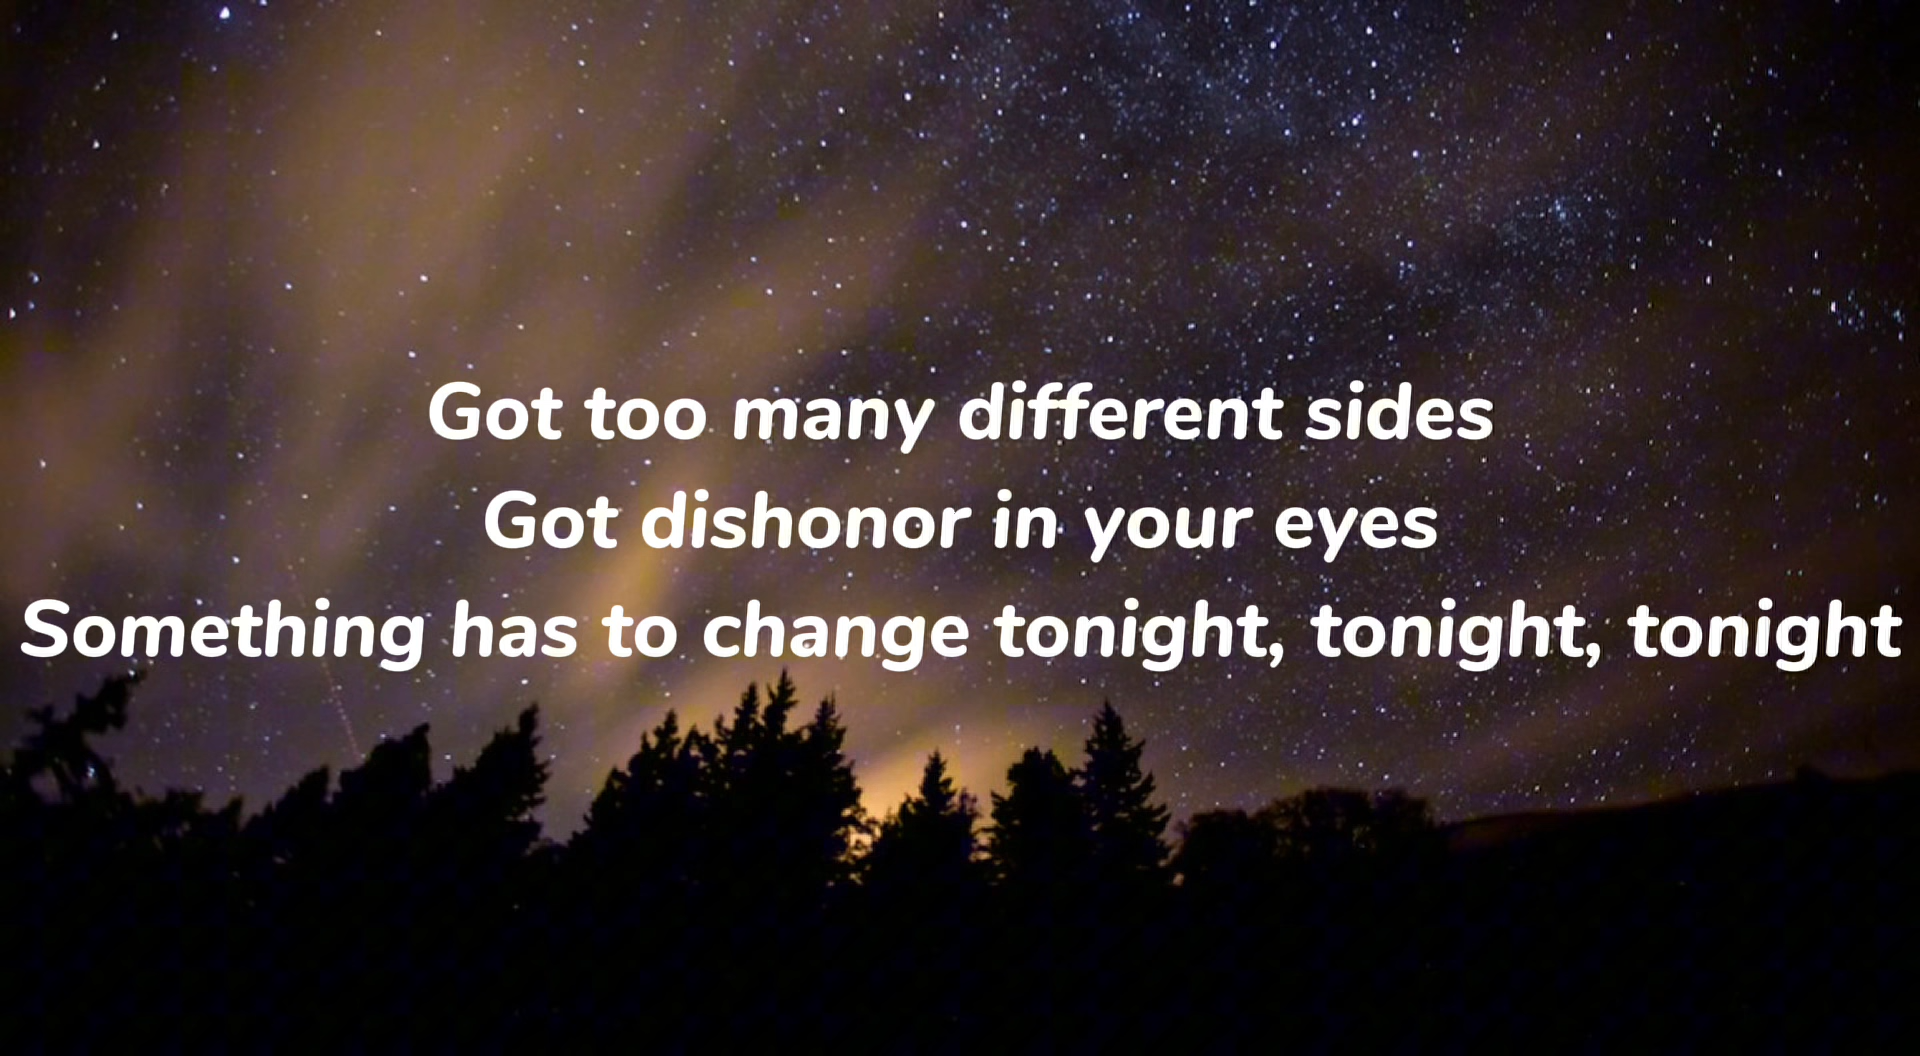 Got too many different sides
Got dishonor in your eyes
Something has to change tonight, tonight, tonight